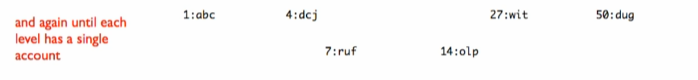 and again until each
level has a single
account
1:abc 4:dcj 27:wit 50:dug
7:ruf 14:olp